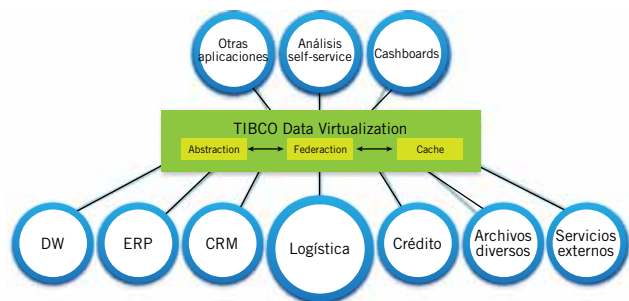 Otras
aplicaciones
Análisis
self-service
Cashboards
TIBCO Data Virtualization
Abstraction
Federaction
Cache
DW
ERP
CRM
Logística
Crédito
Archivos
diversos
Servicios
externos